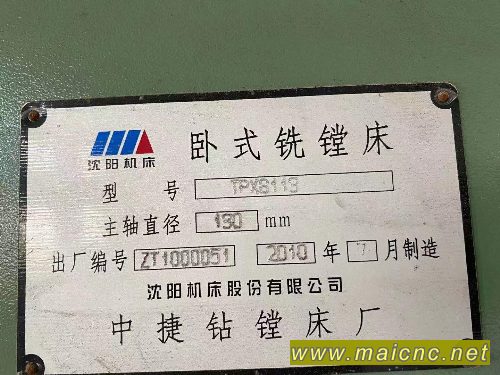 卧式铣镗床
沈阳机床
型 号 TPX6113
主轴直径 130 mm
出厂编号 ZT1000051 2010 年 7 月制造
沈阳机床股份有限公司
中捷钻镗床厂
www.maicnc.net